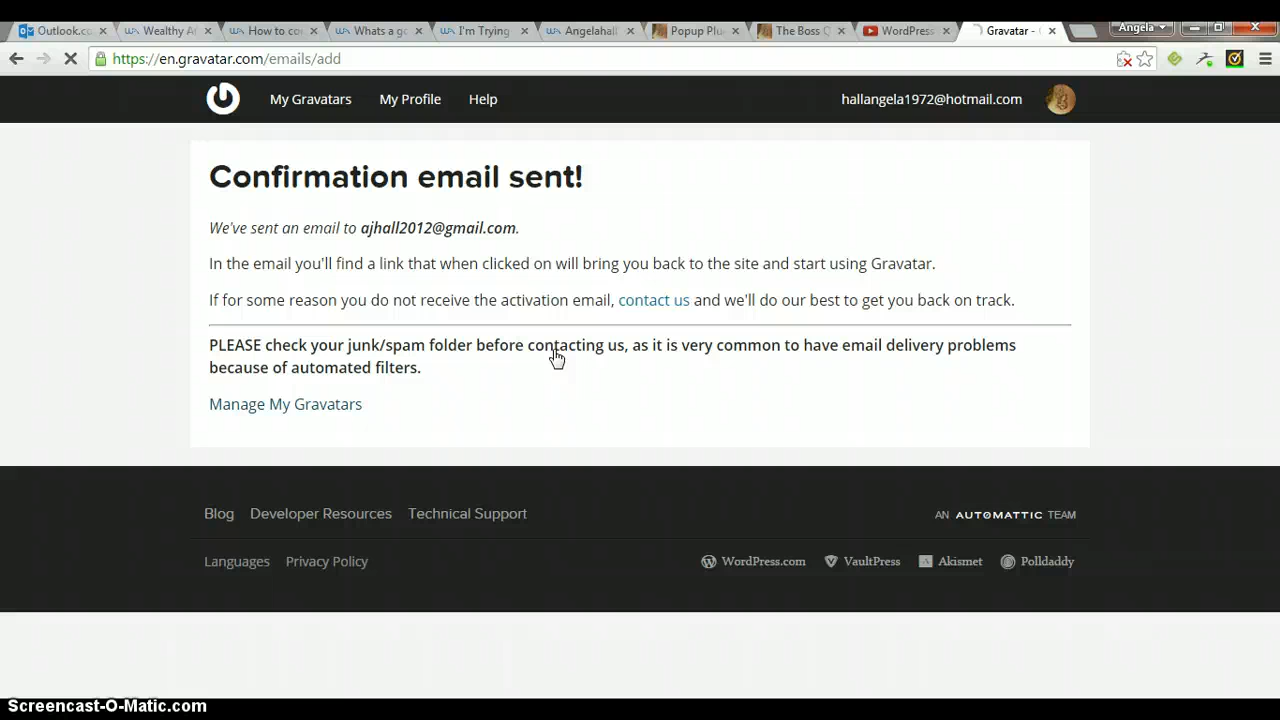 Outlook.co Wealthy A How to co Whats a go I'm Trying Angelahall Popup Plu The Boss Q WordPress Gravatar - Angela
https://en.gravatar.com/emails/add
My Gravatars My Profile Help hallangela1972@hotmail.com
Confirmation email sent!
We've sent an email to ajhall2012@gmail.com.
In the email you'll find a link that when clicked on will bring you back to the site and start using Gravatar.
If for some reason you do not receive the activation email, contact us and we'll do our best to get you back on track.
PLEASE check your junk/spam folder before contacting us, as it is very common to have email delivery problems
because of automated filters.
Manage My Gravatars
Blog Developer Resources Technical Support AN AUTOMATTIC TEAM
Languages Privacy Policy WordPress.com VaultPress Akismet Polldaddy
Screencast-O-Matic.com